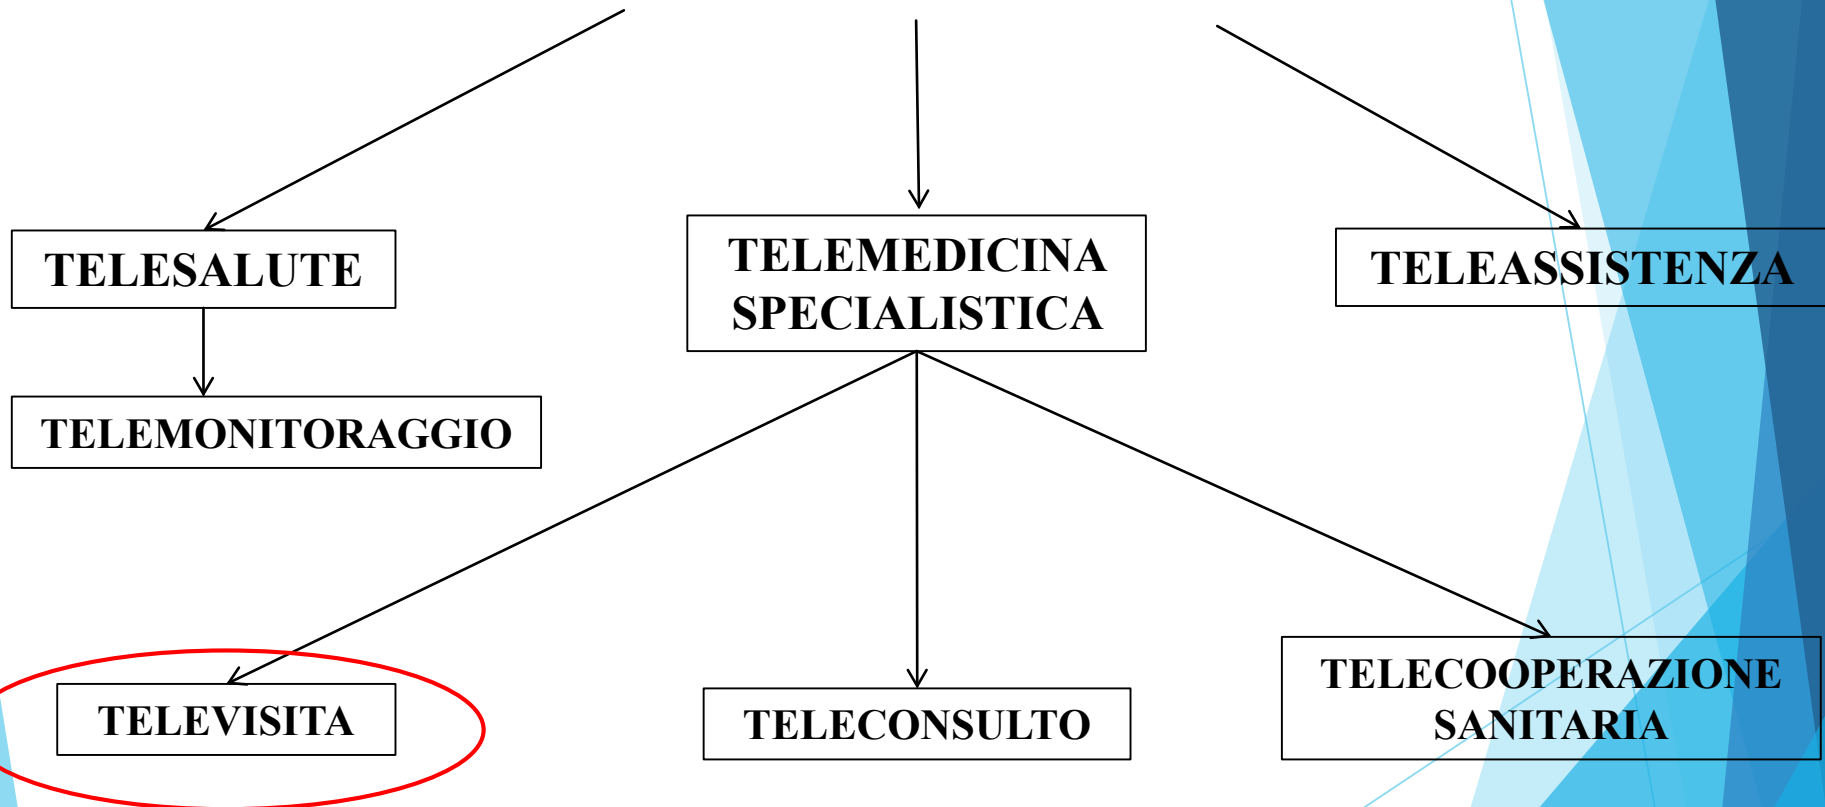 TELESALUTE
TELEMEDICINA
SPECIALISTICA
TELEASSISTENZA
TELEMONITORAGGIO
TELEVISITA
TELECONSULTO
TELECOOPERAZIONE
SANITARIA